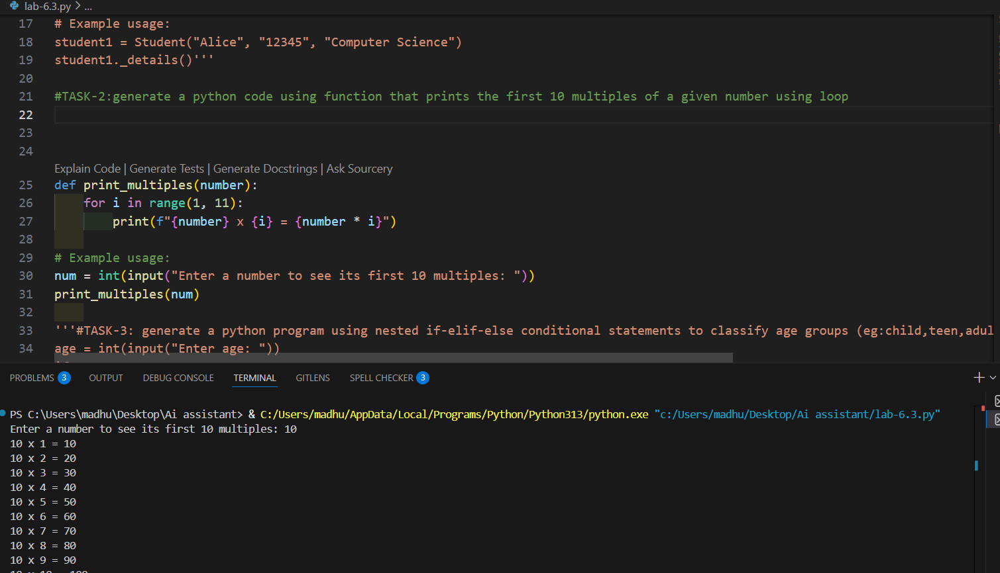 lab-6.3.py > ...
17 # Example usage:
18 student1 = Student("Alice", "12345", "Computer Science")
19 student1._details()'''
20
21 #TASK-2:generate a python code using function that prints the first 10 multiples of a given number using loop
22
23
24
Explain Code | Generate Tests | Generate Docstrings | Ask Sourcery
25 def print_multiples(number):
26     for i in range(1, 11):
27         print(f"{number} x {i} = {number * i}")
28
29 # Example usage:
30 num = int(input("Enter a number to see its first 10 multiples: "))
31 print_multiples(num)
32
33 '''#TASK-3: generate a python program using nested if-elif-else conditional statements to classify age groups (eg:child,teen,adul
34 age = int(input("Enter age: "))
PROBLEMS 3 OUTPUT DEBUG CONSOLE TERMINAL GITLENS SPELL CHECKER 3
PS C:\Users\madhu\Desktop\Ai assistant> & C:/Users/madhu/AppData/Local/Programs/Python/Python313/python.exe "c:/Users/madhu/Desktop/Ai assistant/lab-6.3.py"
Enter a number to see its first 10 multiples: 10
10 x 1 = 10
10 x 2 = 20
10 x 3 = 30
10 x 4 = 40
10 x 5 = 50
10 x 6 = 60
10 x 7 = 70
10 x 8 = 80
10 x 9 = 90
10 x 10 = 100